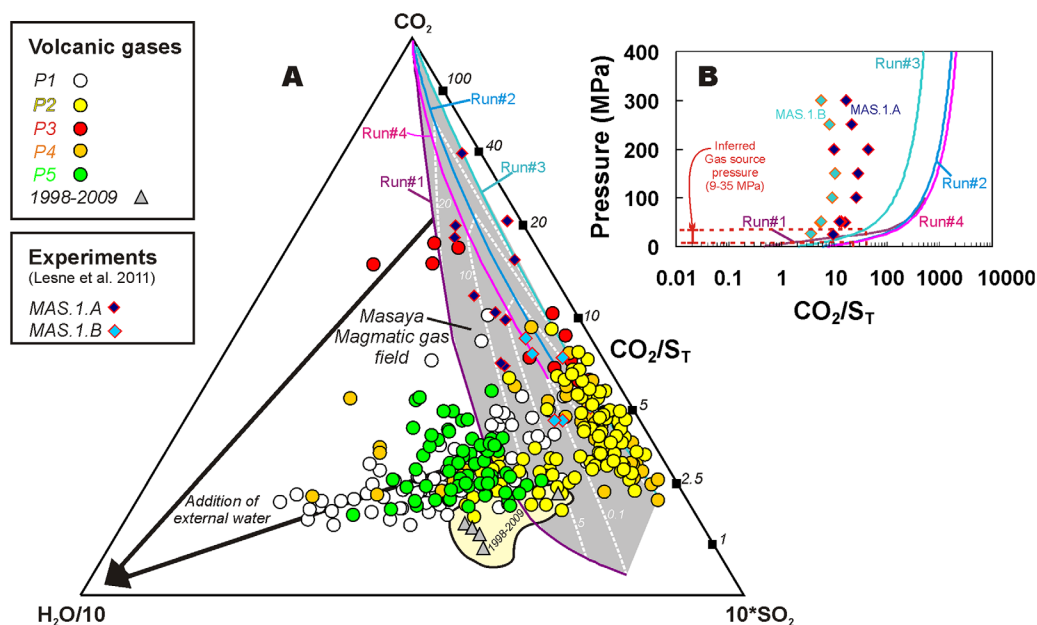 Volcanic gases
P1
P2
P3
P4
P5
1998-2009
Experiments
(Lesne et al. 2011)
MAS.1.A
MAS.1.B
CO₂
A
100
Run#2
Run#4
40
Run#3
Run#1
20
20
10
10
Masaya
Magmatic gas
field
CO₂/Sᴛ
5
2.5
Addition of
external water
1998-2009
5
0.1
1
H₂O/10
10*SO₂
B
400
300
200
100
0
Pressure (MPa)
Run#3
MAS.1.B
MAS.1.A
Inferred
Gas source
pressure
(9-35 MPa)
Run#1
Run#2
Run#4
0.01
0.1
1
10
100
1000
10000
CO₂/Sᴛ